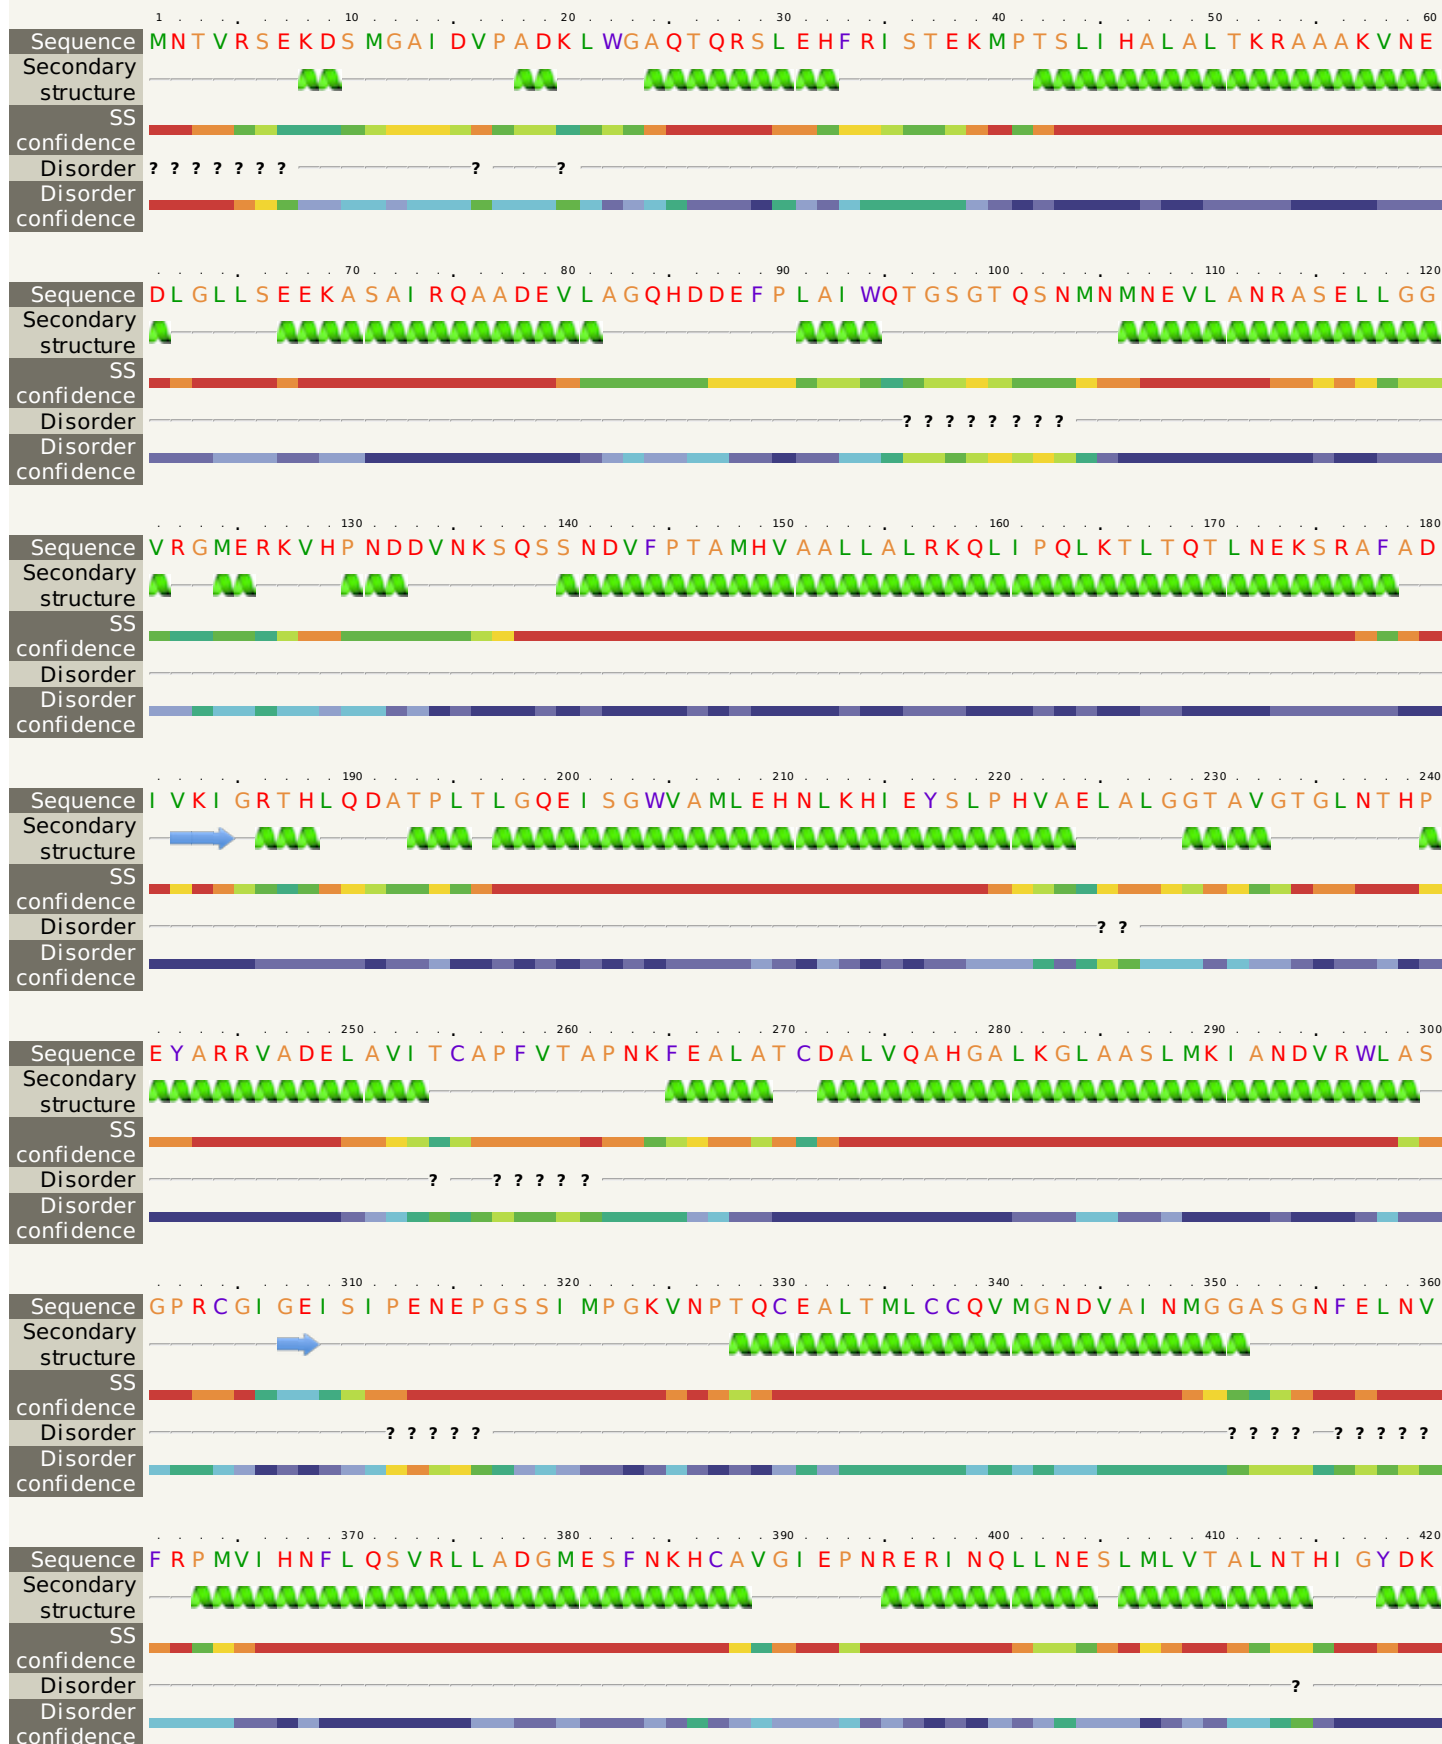 1 . . . . . . . . 10 . . . . . . . . . 20 . . . . . . . . . 30 . . . . . . . . . 40 . . . . . . . . . 50 . . . . . . . . . 60
Sequence MNTVRSEKDSMGAIDVPADKLWGAQTQRSLEHFRISTEKMPTSLIHALALTKRAAAKVNE
Secondary
structure
SS
confidence
Disorder ? ? ? ? ? ? ? ? ?
Disorder
confidence
. . . . . . . . . 70 . . . . . . . . . 80 . . . . . . . . . 90 . . . . . . . . . 100 . . . . . . . . . 110 . . . . . . . . . 120
Sequence DLGLLSEEKASAIRQAADEVLAGQHDDEFPLAIWQTGSGTQSNMNMNEVLANRASELLGG
Secondary
structure
SS
confidence
Disorder ? ? ? ? ? ? ? ?
Disorder
confidence
. . . . . . . . . 130 . . . . . . . . . 140 . . . . . . . . . 150 . . . . . . . . . 160 . . . . . . . . . 170 . . . . . . . . . 180
Sequence VRGMERKVHPNDDVNKSQSSNDVFPTAMHVAALLALRKQLIPQLKTLTQTLNEKSRAFAD
Secondary
structure
SS
confidence
Disorder
Disorder
confidence
. . . . . . . . . 190 . . . . . . . . . 200 . . . . . . . . . 210 . . . . . . . . . 220 . . . . . . . . . 230 . . . . . . . . . 240
Sequence IVKIGRTHLQDATPLTLGQEISGWVAMLEHNLKHIEYSLPHVAELALGGTAVGTGLNTHP
Secondary
structure
SS
confidence
Disorder ? ?
Disorder
confidence
. . . . . . . . . 250 . . . . . . . . . 260 . . . . . . . . . 270 . . . . . . . . . 280 . . . . . . . . . 290 . . . . . . . . . 300
Sequence EYARRVADELAVITCAPFVTAPNKFEALATCDALVQAHGALKGLAASLMKIANDVRWLAS
Secondary
structure
SS
confidence
Disorder ? ? ? ? ? ?
Disorder
confidence
. . . . . . . . . 310 . . . . . . . . . 320 . . . . . . . . . 330 . . . . . . . . . 340 . . . . . . . . . 350 . . . . . . . . . 360
Sequence GPRCGIGEISIPENEPGSSIMPGKVNPTQCEALTMLCCQVMGNDVAINMGGASGNFELNV
Secondary
structure
SS
confidence
Disorder ? ? ? ? ? ? ? ? ? ? ? ? ? ?
Disorder
confidence
. . . . . . . . . 370 . . . . . . . . . 380 . . . . . . . . . 390 . . . . . . . . . 400 . . . . . . . . . 410 . . . . . . . . . 420
Sequence FRPMVIHNFLQSVRLLADGMESFNKHCAVGIEPNRERINQLLNESLMLVTALNTHIGYDK
Secondary
structure
SS
confidence
Disorder ?
Disorder
confidence